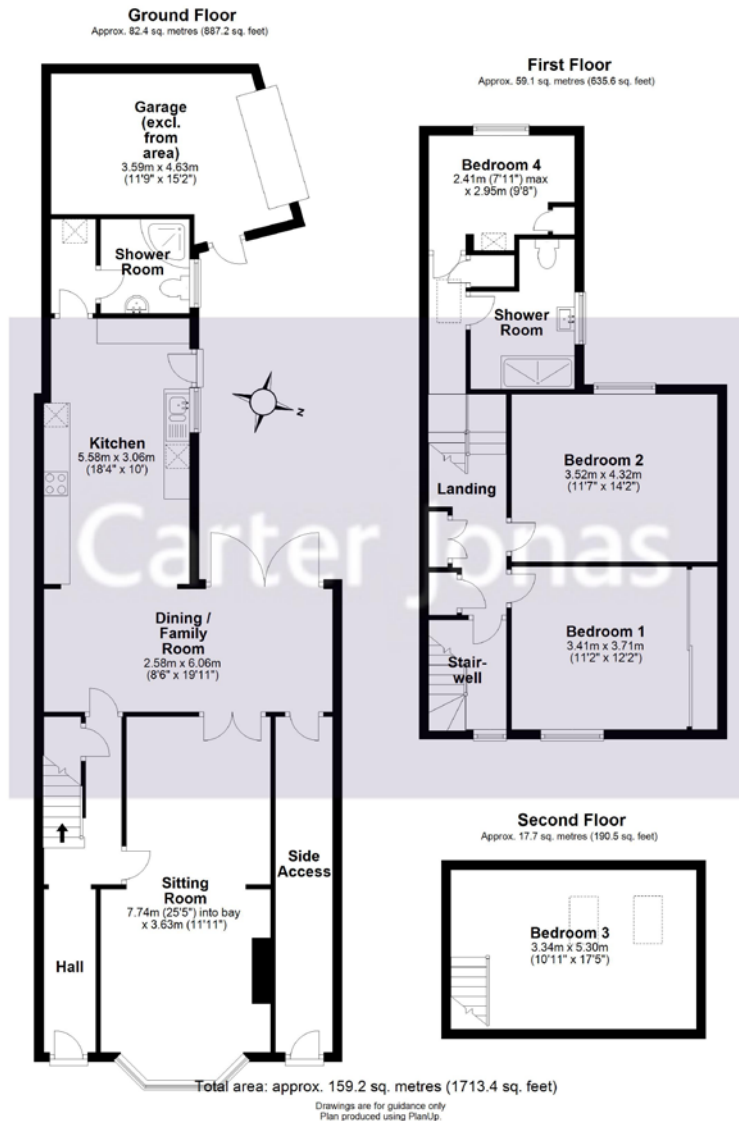 Ground Floor
Approx. 82.4 sq. metres (887.2 sq. feet)
Garage
(excl.
from
area)
3.59m x 4.63m
(11'9" x 15'2")
Shower
Room
Kitchen
5.58m x 3.06m
(18'4" x 10')
N
Dining /
Family
Room
2.58m x 6.06m
(8'6" x 19'11")
Sitting
Room
7.74m (25'5") into bay
x 3.63m (11'11")
Side
Access
Hall
First Floor
Approx. 59.1 sq. metres (635.6 sq. feet)
Bedroom 4
2.41m (7'11") max
x 2.95m (9'8")
Shower
Room
Bedroom 2
3.52m x 4.32m
(11'7" x 14'2")
Landing
Bedroom 1
3.41m x 3.71m
(11'2" x 12'2")
Stair-
well
Second Floor
Approx. 17.7 sq. metres (190.5 sq. feet)
Bedroom 3
3.34m x 5.30m
(10'11" x 17'5")
Carter Jonas
Total area: approx. 159.2 sq. metres (1713.4 sq. feet)
Drawings are for guidance only
Plan produced using PlanUp.